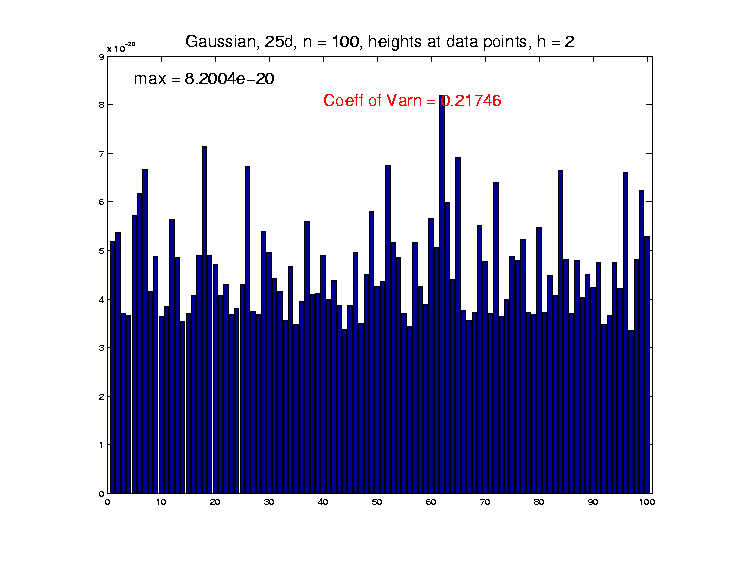 Gaussian, 25d, n = 100, heights at data points, h = 2
x 10⁻²⁰
max = 8.2004e−20
Coeff of Varn = 0.21746
9
8
7
6
5
4
3
2
1
0
0 10 20 30 40 50 60 70 80 90 100